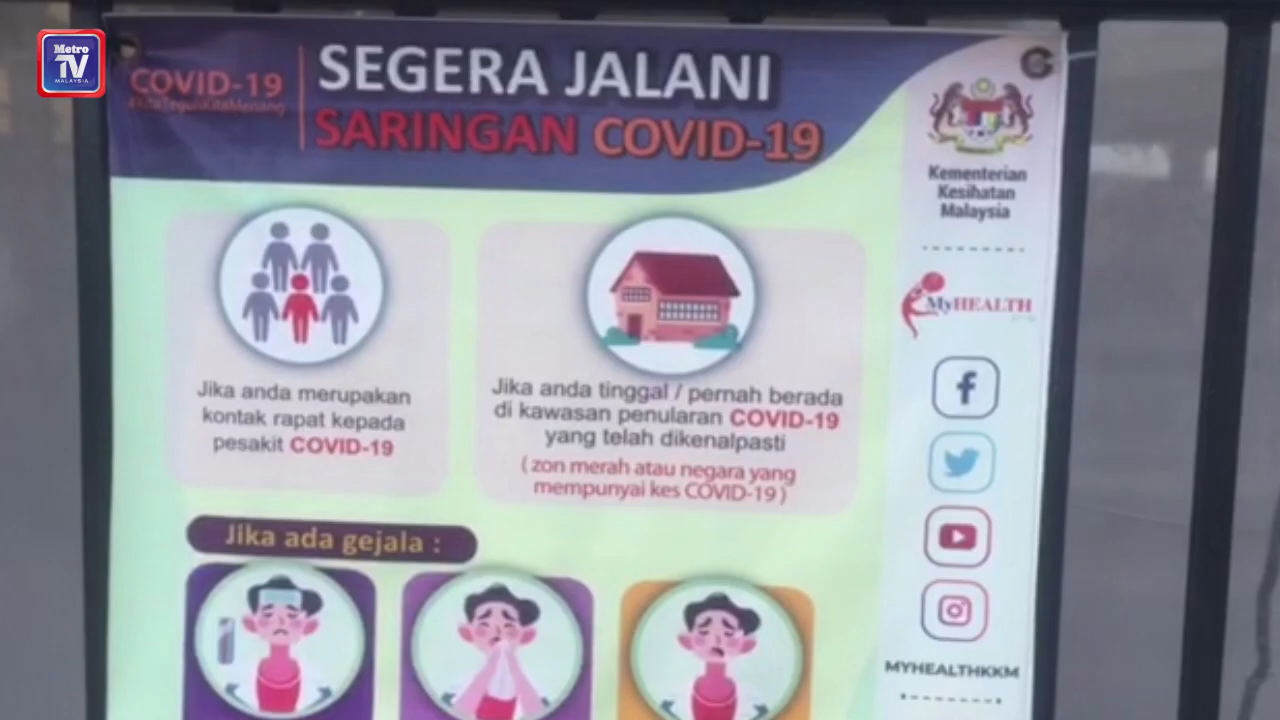 Metro
TV
MALAYSIA
COVID-19
#KitaTeguhKitaMenang
SEGERA JALANI
SARINGAN COVID-19
Kementerian
Kesihatan
Malaysia
MyHEALTH
Jika anda merupakan
kontak rapat kepada
pesakit COVID-19
Jika anda tinggal / pernah berada
di kawasan penularan COVID-19
yang telah dikenalpasti
( zon merah atau negara yang
mempunyai kes COVID-19 )
Jika ada gejala :
MYHEALTHKKM